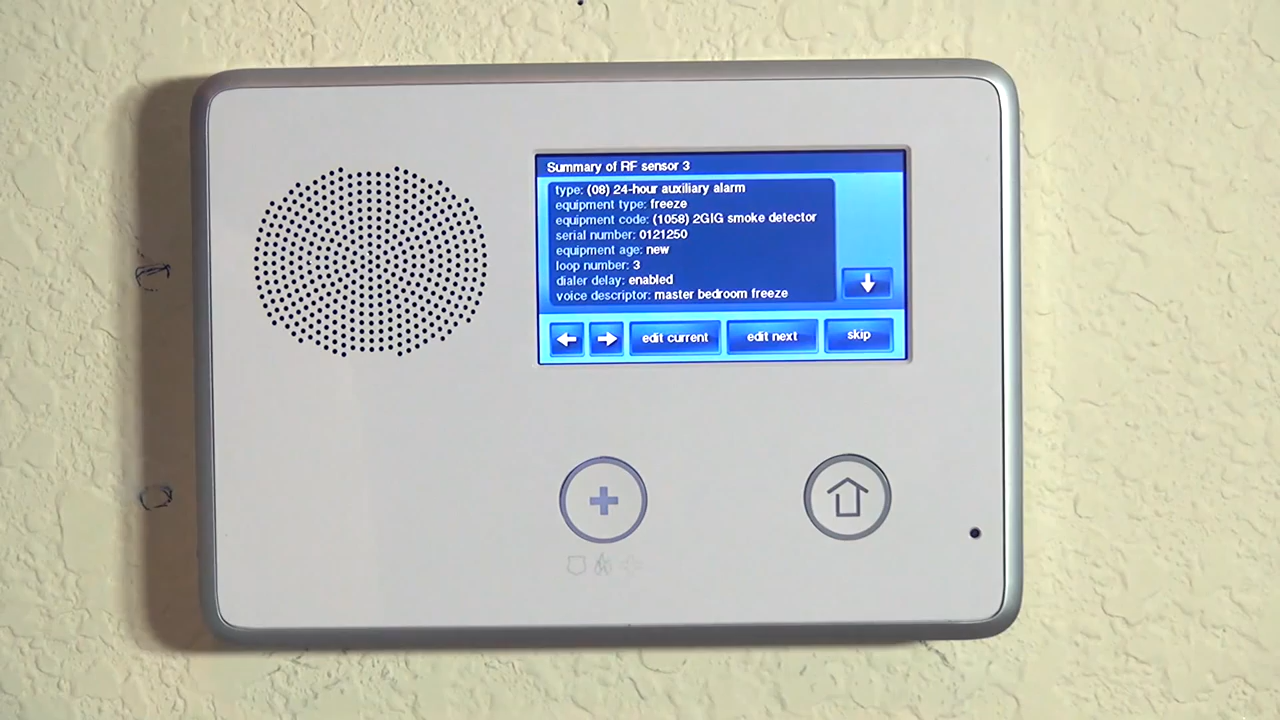 Summary of RF sensor 3
type: (08) 24-hour auxiliary alarm
equipment type: freeze
equipment code: (1058) 2GIG smoke detector
serial number: 0121250
equipment age: new
loop number: 3
dialer delay: enabled
voice descriptor: master bedroom freeze
edit current edit next skip